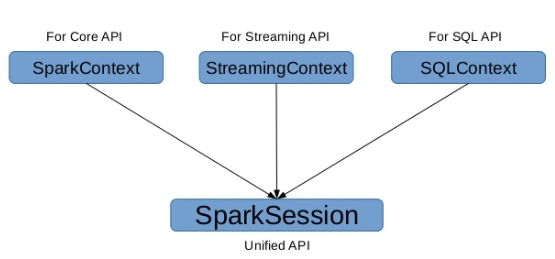 For Core API
For Streaming API
For SQL API
SparkContext
StreamingContext
SQLContext
SparkSession
Unified API